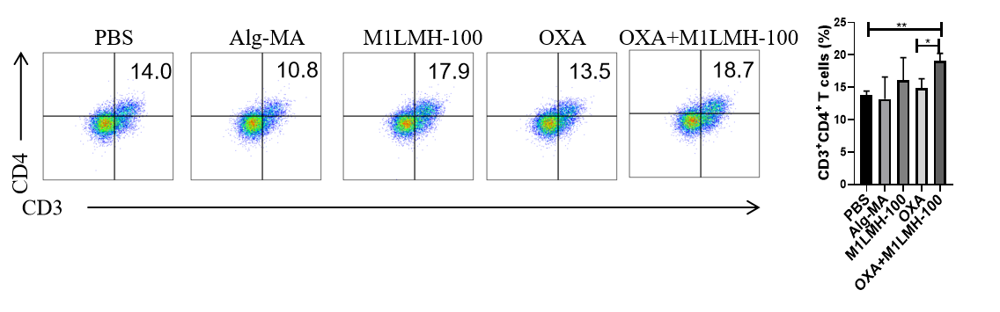 PBS
Alg-MA
M1LMH-100
OXA
OXA+M1LMH-100
14.0
10.8
17.9
13.5
18.7
CD4
CD3
CD3+CD4+ T cells (%)
25
20
15
10
5
0
**
*
PBS
Alg-MA
M1LMH-100
OXA
OXA+M1LMH-100